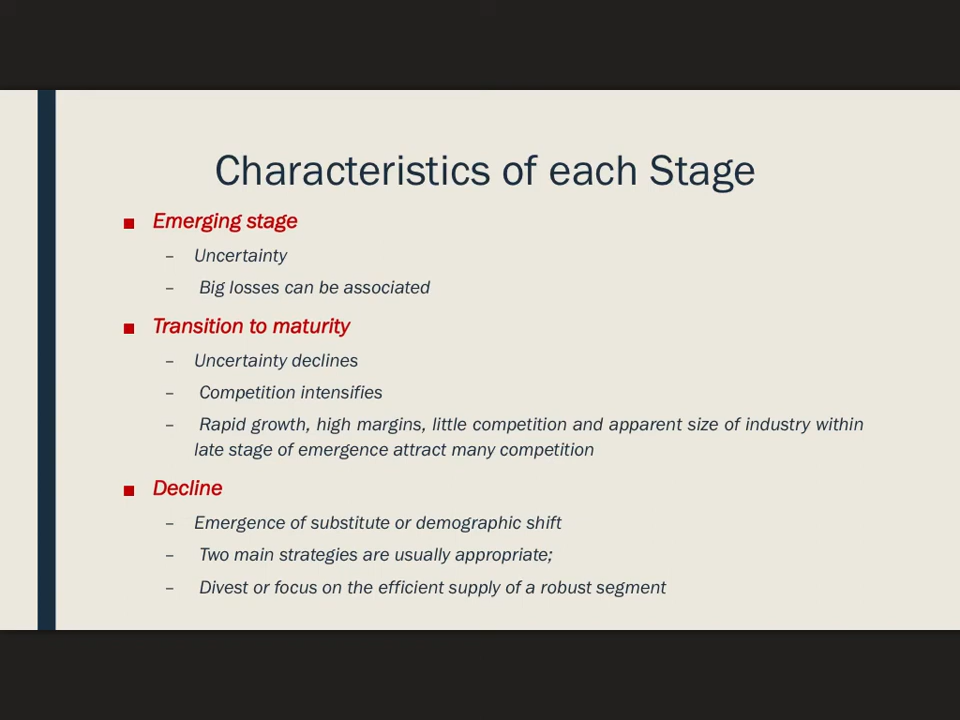 Characteristics of each Stage
■ Emerging stage
– Uncertainty
– Big losses can be associated
■ Transition to maturity
– Uncertainty declines
– Competition intensifies
– Rapid growth, high margins, little competition and apparent size of industry within
late stage of emergence attract many competition
■ Decline
– Emergence of substitute or demographic shift
– Two main strategies are usually appropriate;
– Divest or focus on the efficient supply of a robust segment